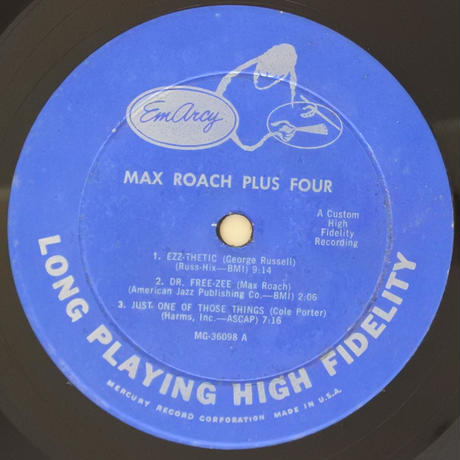 EmArcy
MAX ROACH PLUS FOUR
A Custom
High
Fidelity
Recording
1. EZZ-THETIC (George Russell)
(Russ-Hix—BMI) 9:14
2. DR. FREE-ZEE (Max Roach)
(American Jazz Publishing Co.—BMI) 2:06
3. JUST ONE OF THOSE THINGS (Cole Porter)
(Harms, Inc.—ASCAP) 7:16
MG-36098 A
LONG PLAYING HIGH FIDELITY
MERCURY RECORD CORPORATION MADE IN U.S.A.